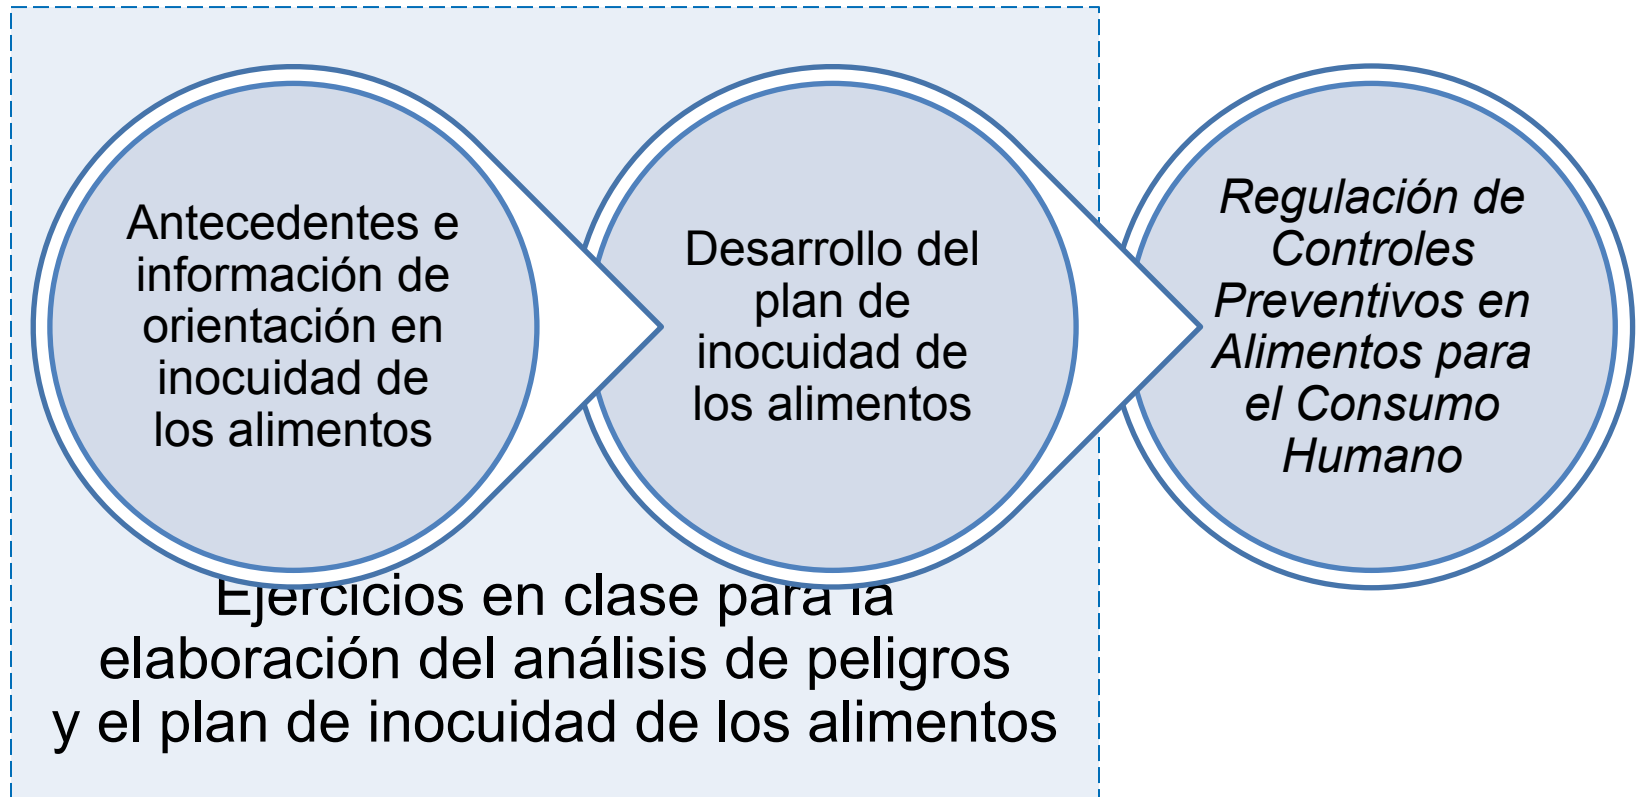 Antecedentes e
información de
orientación en
inocuidad de
los alimentos
Desarrollo del
plan de
inocuidad de
los alimentos
Regulación de
Controles
Preventivos en
Alimentos para
el Consumo
Humano
Ejercicios en clase para la
elaboración del análisis de peligros
y el plan de inocuidad de los alimentos